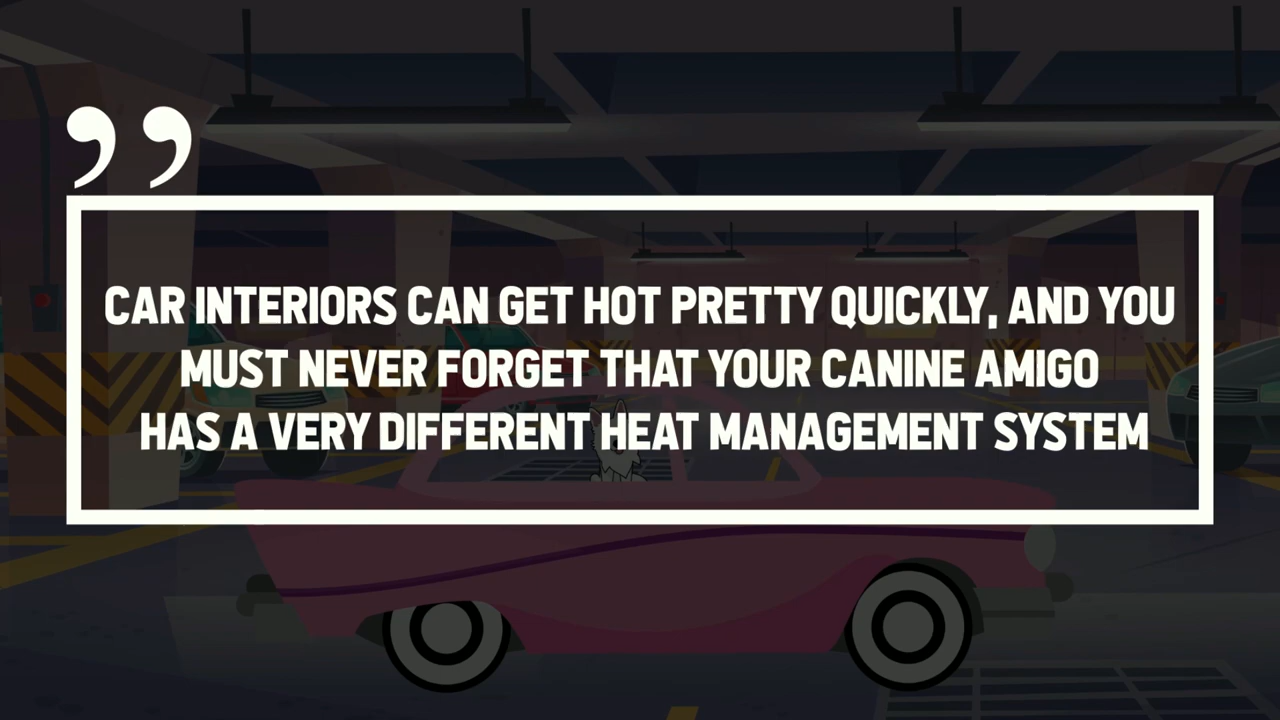 ”
CAR INTERIORS CAN GET HOT PRETTY QUICKLY, AND YOU
MUST NEVER FORGET THAT YOUR CANINE AMIGO
HAS A VERY DIFFERENT HEAT MANAGEMENT SYSTEM